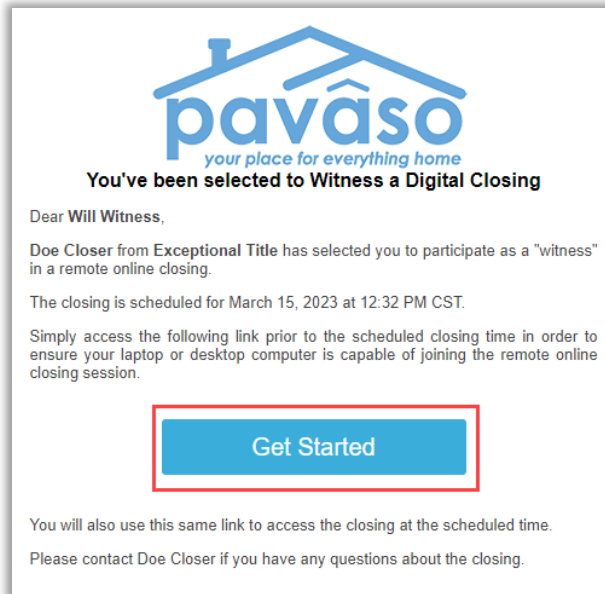 pavâso
your place for everything home
You've been selected to Witness a Digital Closing
Dear Will Witness,
Doe Closer from Exceptional Title has selected you to participate as a "witness"
in a remote online closing.
The closing is scheduled for March 15, 2023 at 12:32 PM CST.
Simply access the following link prior to the scheduled closing time in order to
ensure your laptop or desktop computer is capable of joining the remote online
closing session.
Get Started
You will also use this same link to access the closing at the scheduled time.
Please contact Doe Closer if you have any questions about the closing.